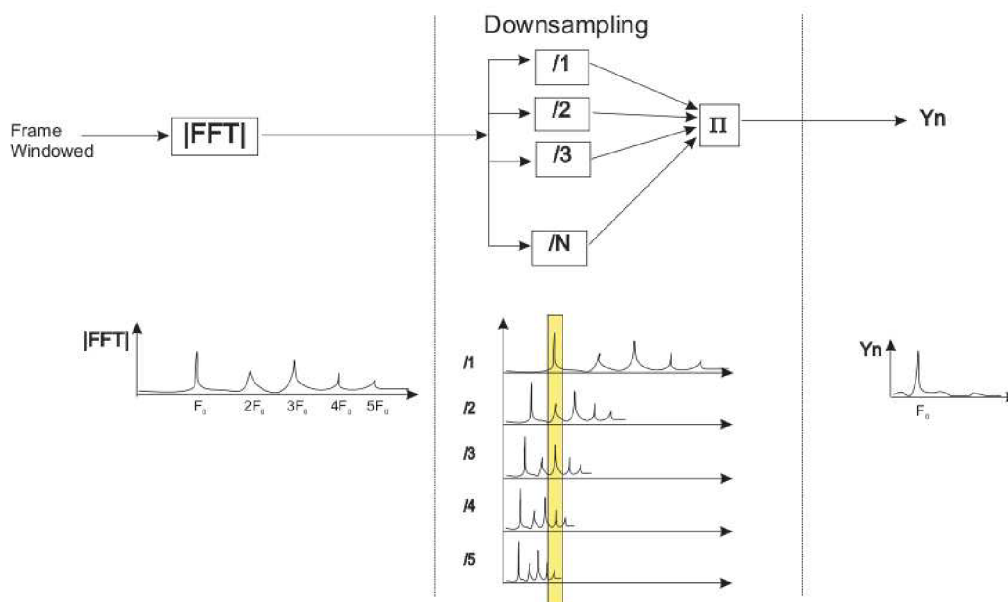 Downsampling
/1
/2
/3
/N
Frame
Windowed
|FFT|
Π
Yn
|FFT|
F₀ 2F₀ 3F₀ 4F₀ 5F₀
/1
/2
/3
/4
/5
Yn
F₀